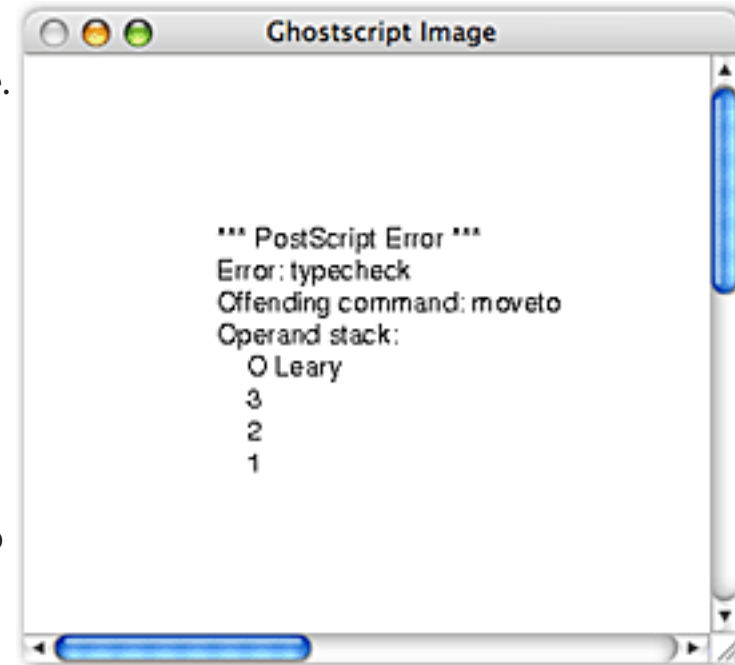 Ghostscript Image
*** PostScript Error ***
Error: typecheck
Offending command: moveto
Operand stack:
O Leary
3
2
1